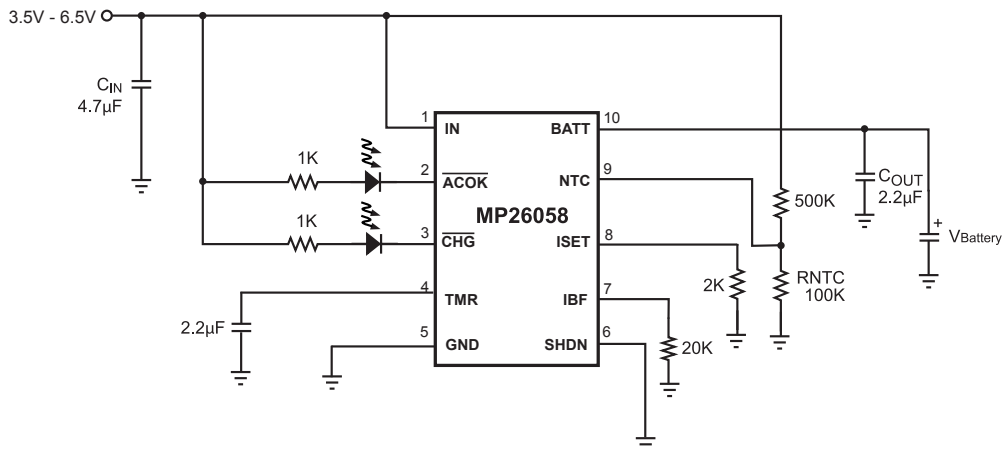 3.5V - 6.5V
CIN
4.7µF
1
IN
BATT
10
1K
2
ACOK
NTC
9
COUT
2.2µF
500K
MP26058
1K
3
CHG
ISET
8
+
VBattery
4
TMR
IBF
7
2K
RNTC
100K
2.2µF
5
GND
SHDN
6
20K